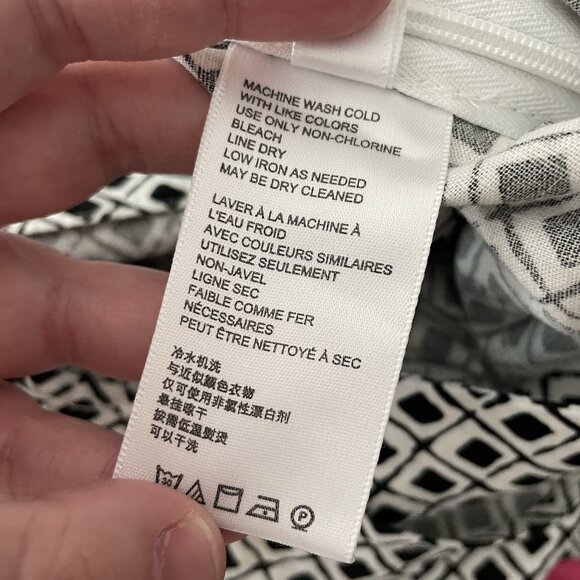 MACHINE WASH COLD
WITH LIKE COLORS
USE ONLY NON-CHLORINE
BLEACH
LINE DRY
LOW IRON AS NEEDED
MAY BE DRY CLEANED
LAVER À LA MACHINE À
L'EAU FROID
AVEC COULEURS SIMILAIRES
UTILISEZ SEULEMENT
NON-JAVEL
LIGNE SEC
FAIBLE COMME FER
NÉCESSAIRES
PEUT ÊTRE NETTOYÉ À SEC
冷水机洗
与近似颜色衣物
仅可使用非氯性漂白剂
悬挂晾干
按需低温熨烫
可以干洗
30 P